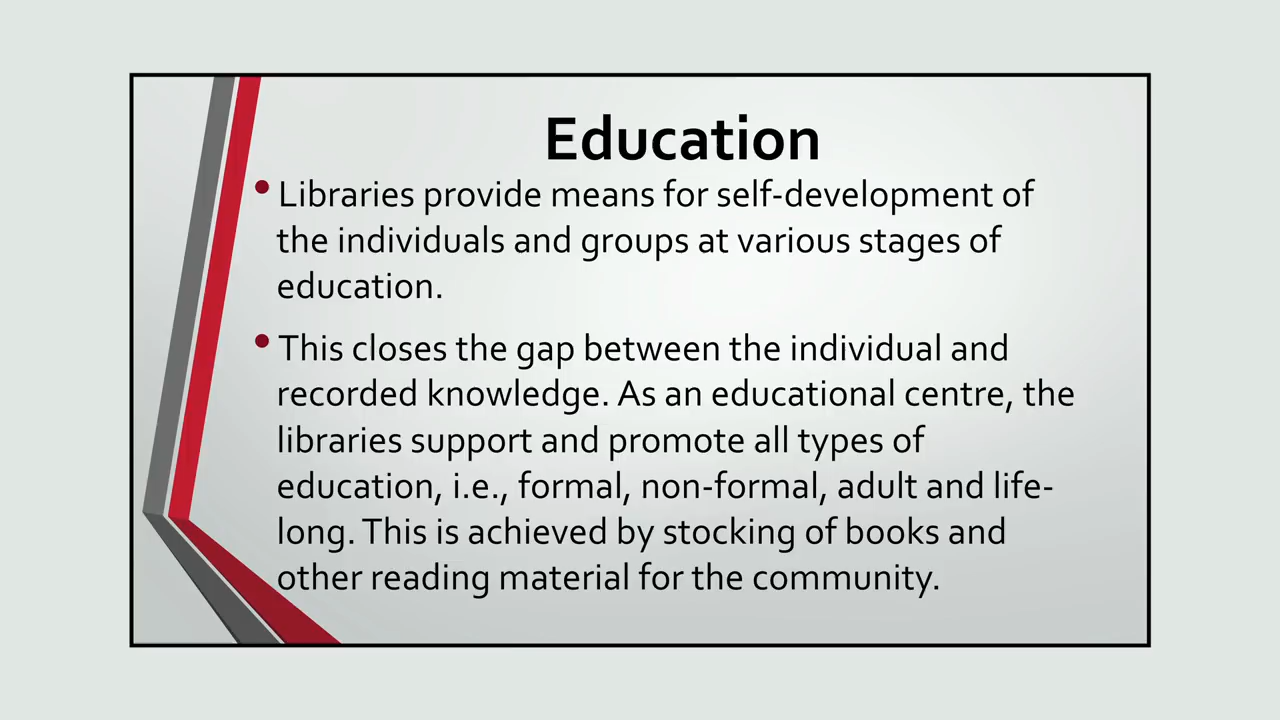 Education
• Libraries provide means for self-development of
the individuals and groups at various stages of
education.
• This closes the gap between the individual and
recorded knowledge. As an educational centre, the
libraries support and promote all types of
education, i.e., formal, non-formal, adult and life-
long. This is achieved by stocking of books and
other reading material for the community.